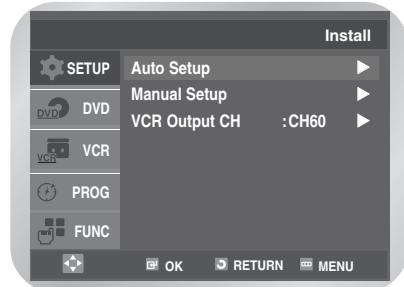 Install
SETUP
Auto Setup
Manual Setup
VCR Output CH :CH60
DVD DVD
VCR VCR
PROG
FUNC
OK RETURN MENU